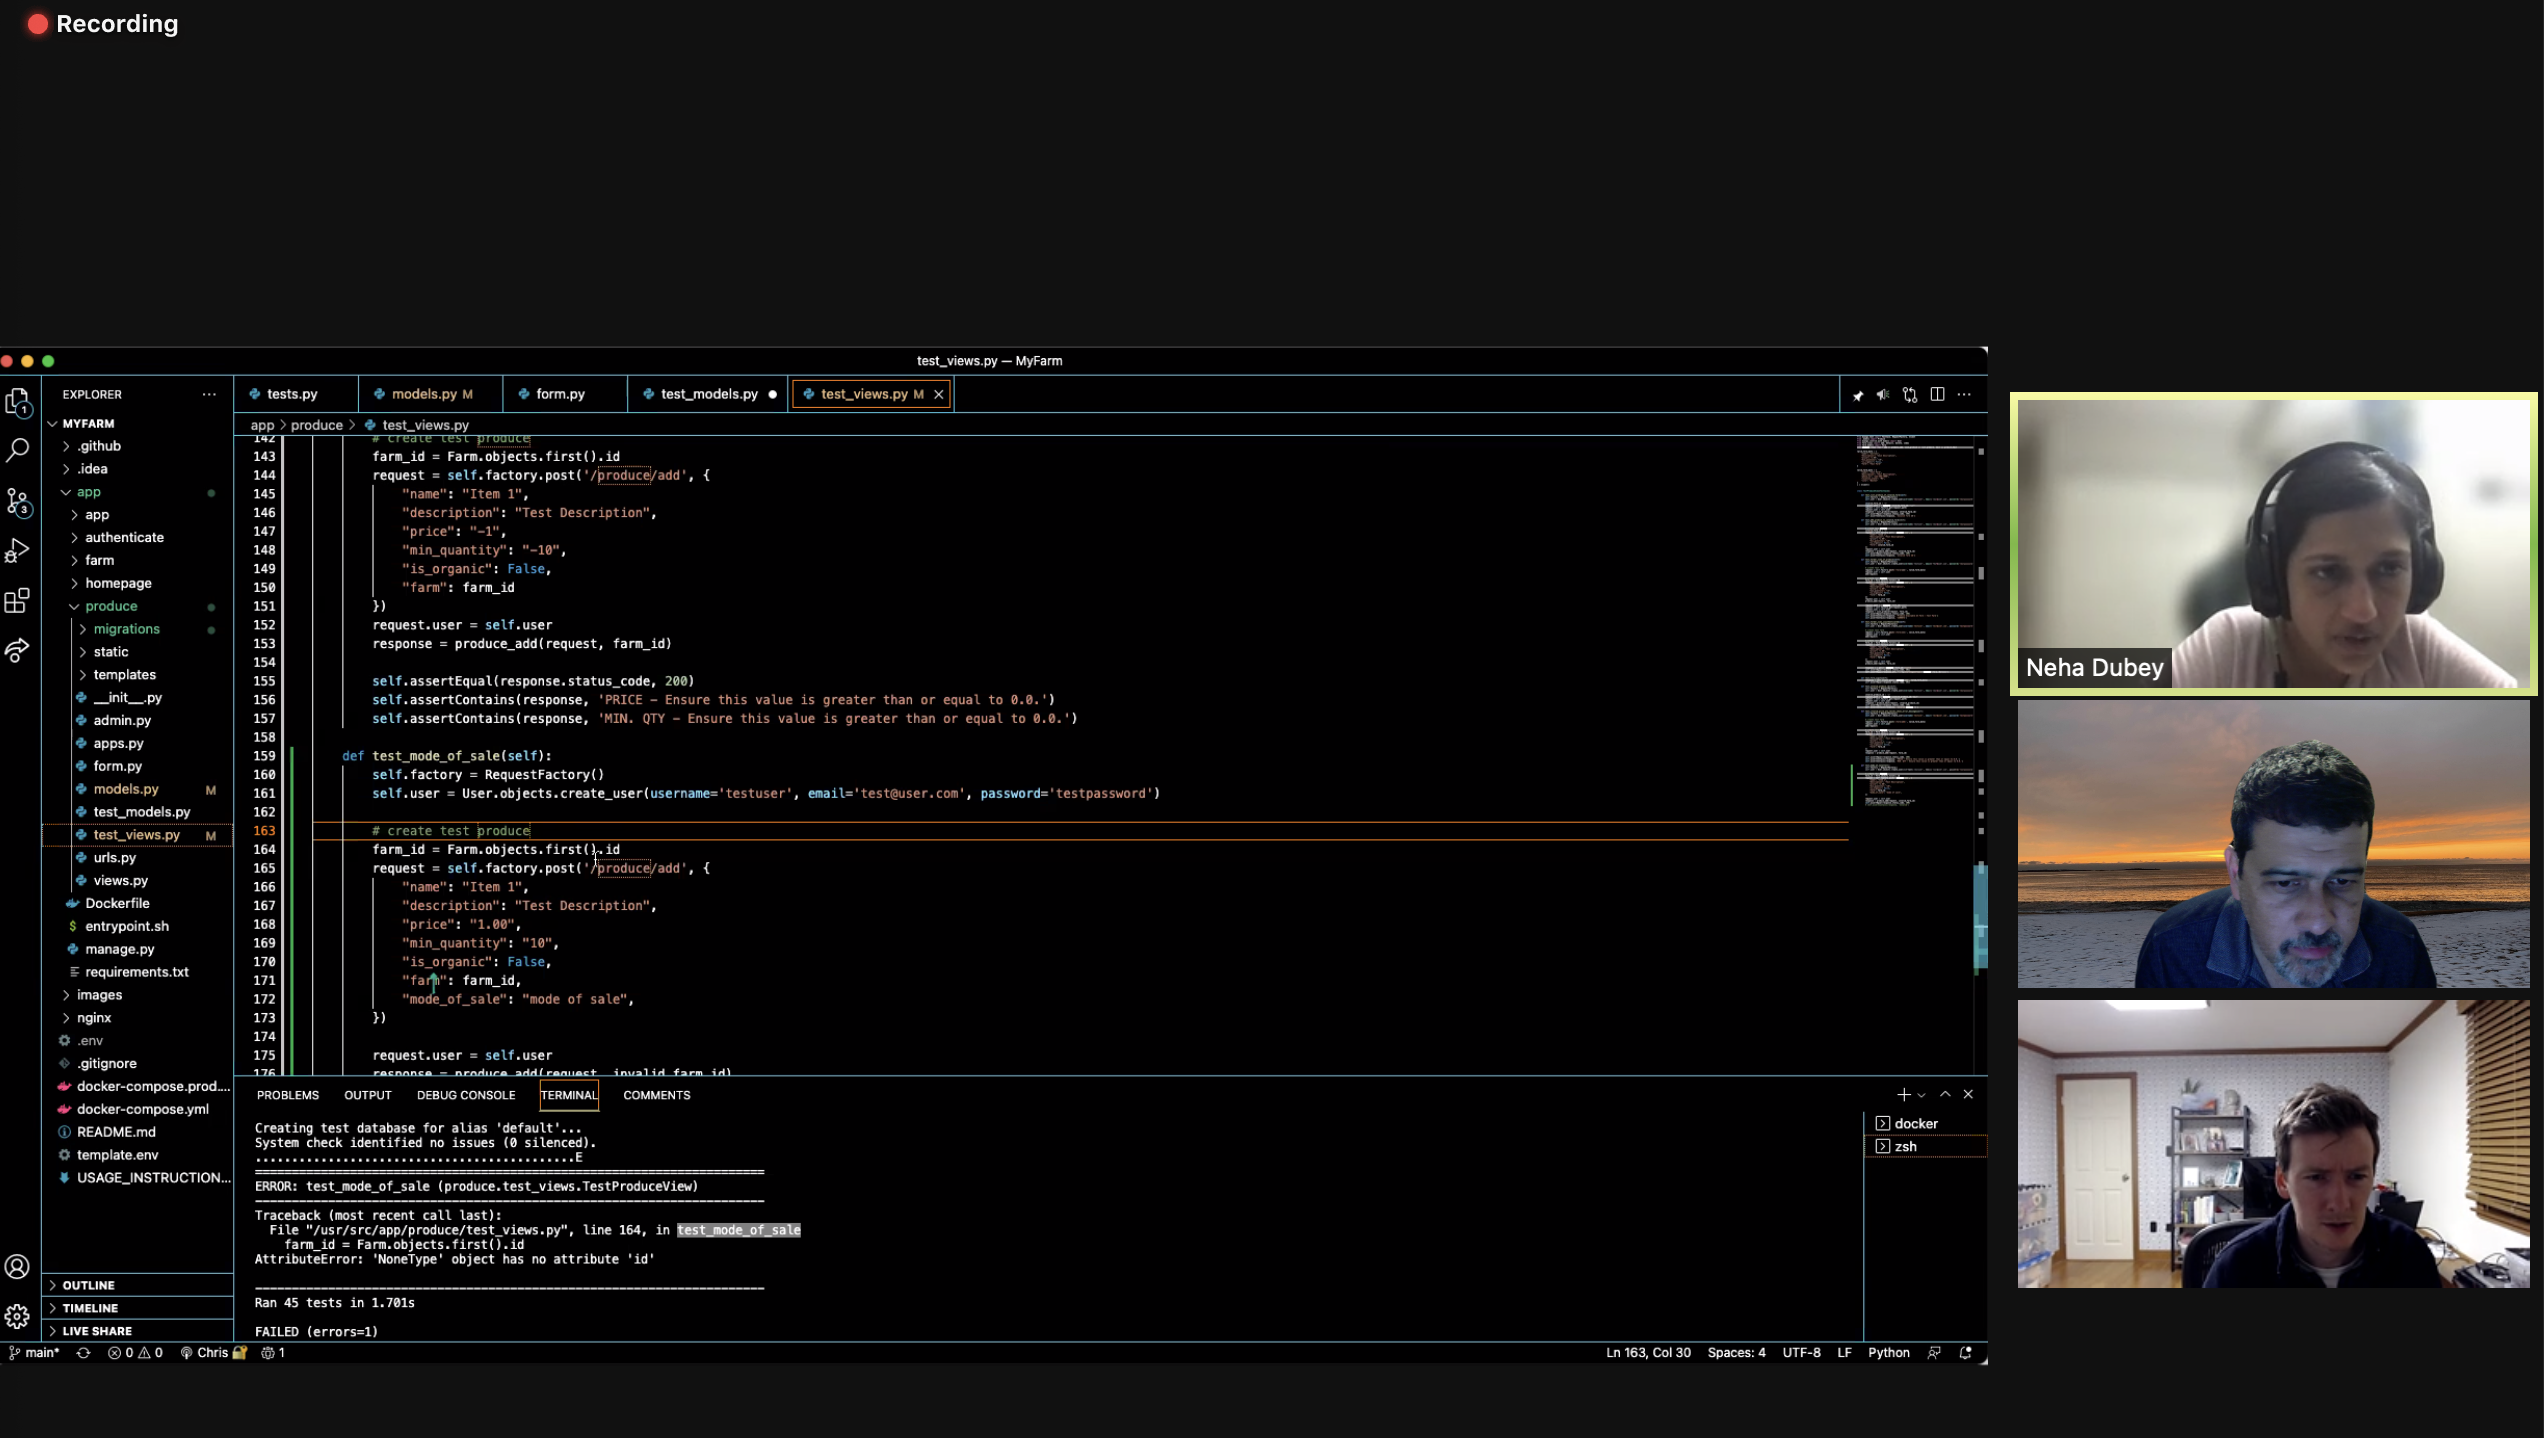 Recording
test_views.py — MyFarm
EXPLORER
tests.py
models.py M
form.py
test_models.py
test_views.py M
app > produce > test_views.py
1
3
MYFARM
.github
.idea
app
app
authenticate
farm
homepage
produce
migrations
static
templates
__init__.py
admin.py
apps.py
form.py
models.py M
test_models.py
test_views.py M
urls.py
views.py
Dockerfile
$ entrypoint.sh
manage.py
requirements.txt
images
nginx
.env
.gitignore
docker-compose.prod....
docker-compose.yml
README.md
template.env
USAGE_INSTRUCTION...
OUTLINE
TIMELINE
LIVE SHARE
142 # create test produce
143 farm_id = Farm.objects.first().id
144 request = self.factory.post('/produce/add', {
145 "name": "Item 1",
146 "description": "Test Description",
147 "price": "-1",
148 "min_quantity": "-10",
149 "is_organic": False,
150 "farm": farm_id
151 })
152 request.user = self.user
153 response = produce_add(request, farm_id)
154
155 self.assertEqual(response.status_code, 200)
156 self.assertContains(response, 'PRICE – Ensure this value is greater than or equal to 0.0.')
157 self.assertContains(response, 'MIN. QTY – Ensure this value is greater than or equal to 0.0.')
158
159 def test_mode_of_sale(self):
160 self.factory = RequestFactory()
161 self.user = User.objects.create_user(username='testuser', email='test@user.com', password='testpassword')
162
163 # create test produce
164 farm_id = Farm.objects.first().id
165 request = self.factory.post('/produce/add', {
166 "name": "Item 1",
167 "description": "Test Description",
168 "price": "1.00",
169 "min_quantity": "10",
170 "is_organic": False,
171 "farm": farm_id,
172 "mode_of_sale": "mode of sale",
173 })
174
175 request.user = self.user
176 response = produce_add(request, invalid_farm_id)
PROBLEMS OUTPUT DEBUG CONSOLE TERMINAL COMMENTS
Creating test database for alias 'default'...
System check identified no issues (0 silenced).
............................................E
======================================================================
ERROR: test_mode_of_sale (produce.test_views.TestProduceView)
----------------------------------------------------------------------
Traceback (most recent call last):
File "/usr/src/app/produce/test_views.py", line 164, in test_mode_of_sale
farm_id = Farm.objects.first().id
AttributeError: 'NoneType' object has no attribute 'id'
----------------------------------------------------------------------
Ran 45 tests in 1.701s
FAILED (errors=1)
docker
zsh
main* 0 0 Chris 1
Ln 163, Col 30 Spaces: 4 UTF-8 LF Python
Neha Dubey